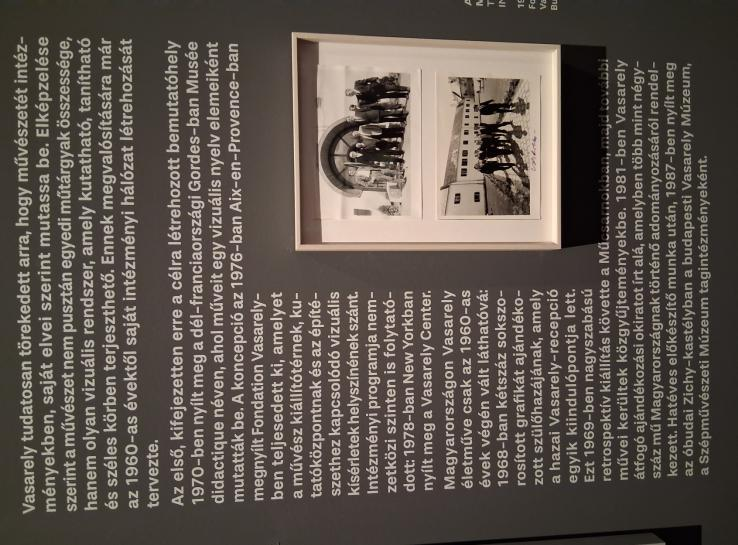 Vasarely tudatosan törekedett arra, hogy művészetét intéz-
ményekben, saját elvei szerint mutassa be. Elképzelése
szerint a művészet nem pusztán egyedi műtárgyak összessége,
hanem olyan vizuális rendszer, amely kutatható, tanítható
és széles körben terjeszthető. Ennek megvalósítására már
az 1960-as évektől saját intézményi hálózat létrehozását
tervezte.
Az első, kifejezetten erre a célra létrehozott bemutatóhely
1970-ben nyílt meg a dél-franciaországi Gordes-ban Musée
didactique néven, ahol műveit egy vizuális nyelv elemeiként
mutatták be. A koncepció az 1976-ban Aix-en-Provence-ban
megnyílt Fondation Vasarely-
ben teljesedett ki, amelyet
a művész kiállítótérnek, ku-
tatóközpontnak és az építé-
szethez kapcsolódó vizuális
kísérletek helyszínének szánt.
Intézményi programja nem-
zetközi szinten is folytató-
dott: 1978-ban New Yorkban
nyílt meg a Vasarely Center.
Magyarországon Vasarely
életműve csak az 1960-as
évek végén vált láthatóvá:
1968-ban kétszáz sokszo-
rosított grafikát ajándéko-
zott szülőházájának, amely
a hazai Vasarely-recepció
egyik kiindulópontja lett.
Ezt 1969-ben nagyszabású
retrospektív kiállítás követte a Műcsarnokban, majd további
művei kerültek közgyűjteményekbe. 1981-ben Vasarely
átfogó ajándékozási okiratot írt alá, amelyben több mint négy-
száz mű Magyarországnak történő adományozásáról rendel-
kezett. Hatéves előkészítő munka után, 1987-ben nyílt meg
az óbudai Zichy-kastélyban a budapesti Vasarely Múzeum,
a Szépművészeti Múzeum tagintézményeként.